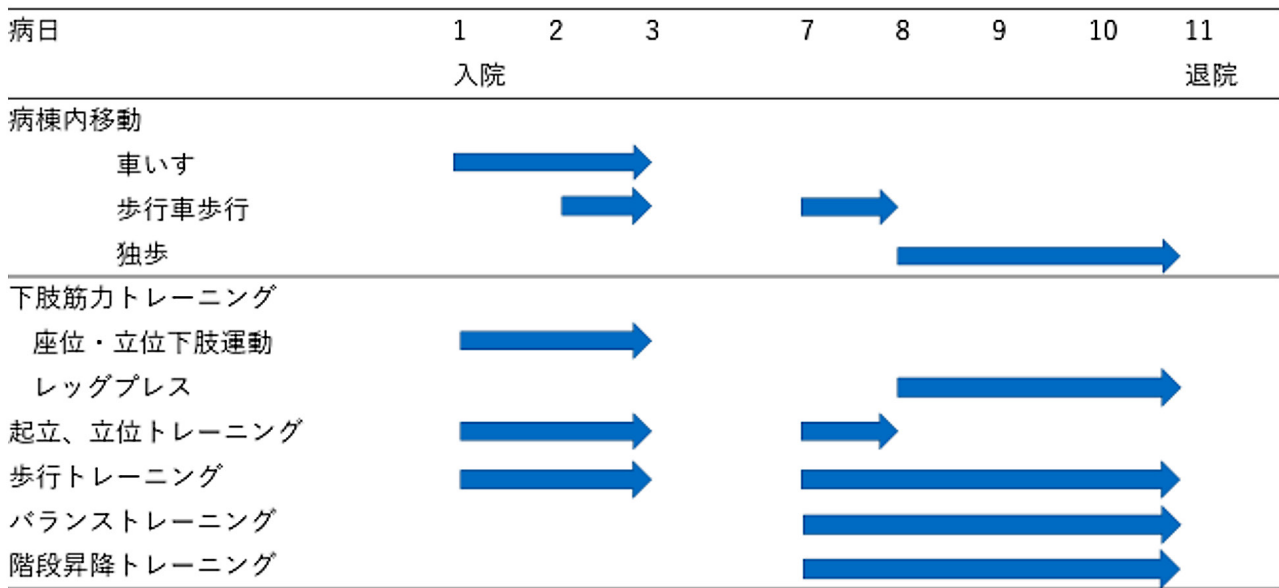 病日 1 2 3 7 8 9 10 11
入院 退院
病棟内移動
車いす
歩行車歩行
独歩
下肢筋力トレーニング
座位・立位下肢運動
レッグプレス
起立、立位トレーニング
歩行トレーニング
バランストレーニング
階段昇降トレーニング